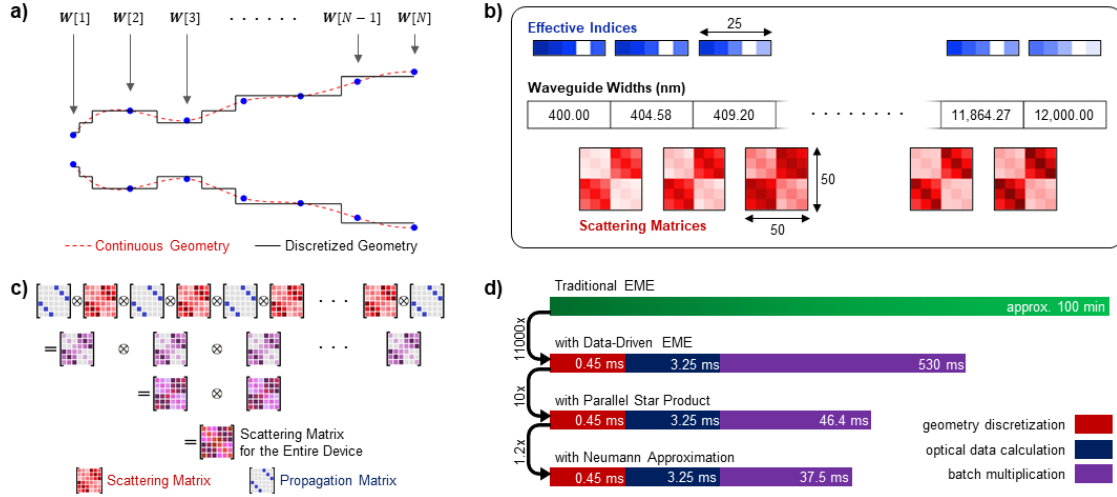 a)
W[1] W[2] W[3] · · · · · · W[N − 1] W[N]
Continuous Geometry Discretized Geometry
b)
Effective Indices
25
Waveguide Widths (nm)
400.00 404.58 409.20 · · · · · · · · 11,864.27 12,000.00
50
50
Scattering Matrices
c)
⊗ ⊗ ⊗ ⊗ ⊗ · · · ⊗
= ⊗ ⊗ · · ·
= ⊗
= Scattering Matrix
for the Entire Device
Scattering Matrix Propagation Matrix
d)
Traditional EME
approx. 100 min
11000x
with Data-Driven EME
0.45 ms 3.25 ms 530 ms
10x
with Parallel Star Product
0.45 ms 3.25 ms 46.4 ms
1.2x
with Neumann Approximation
0.45 ms 3.25 ms 37.5 ms
geometry discretization
optical data calculation
batch multiplication